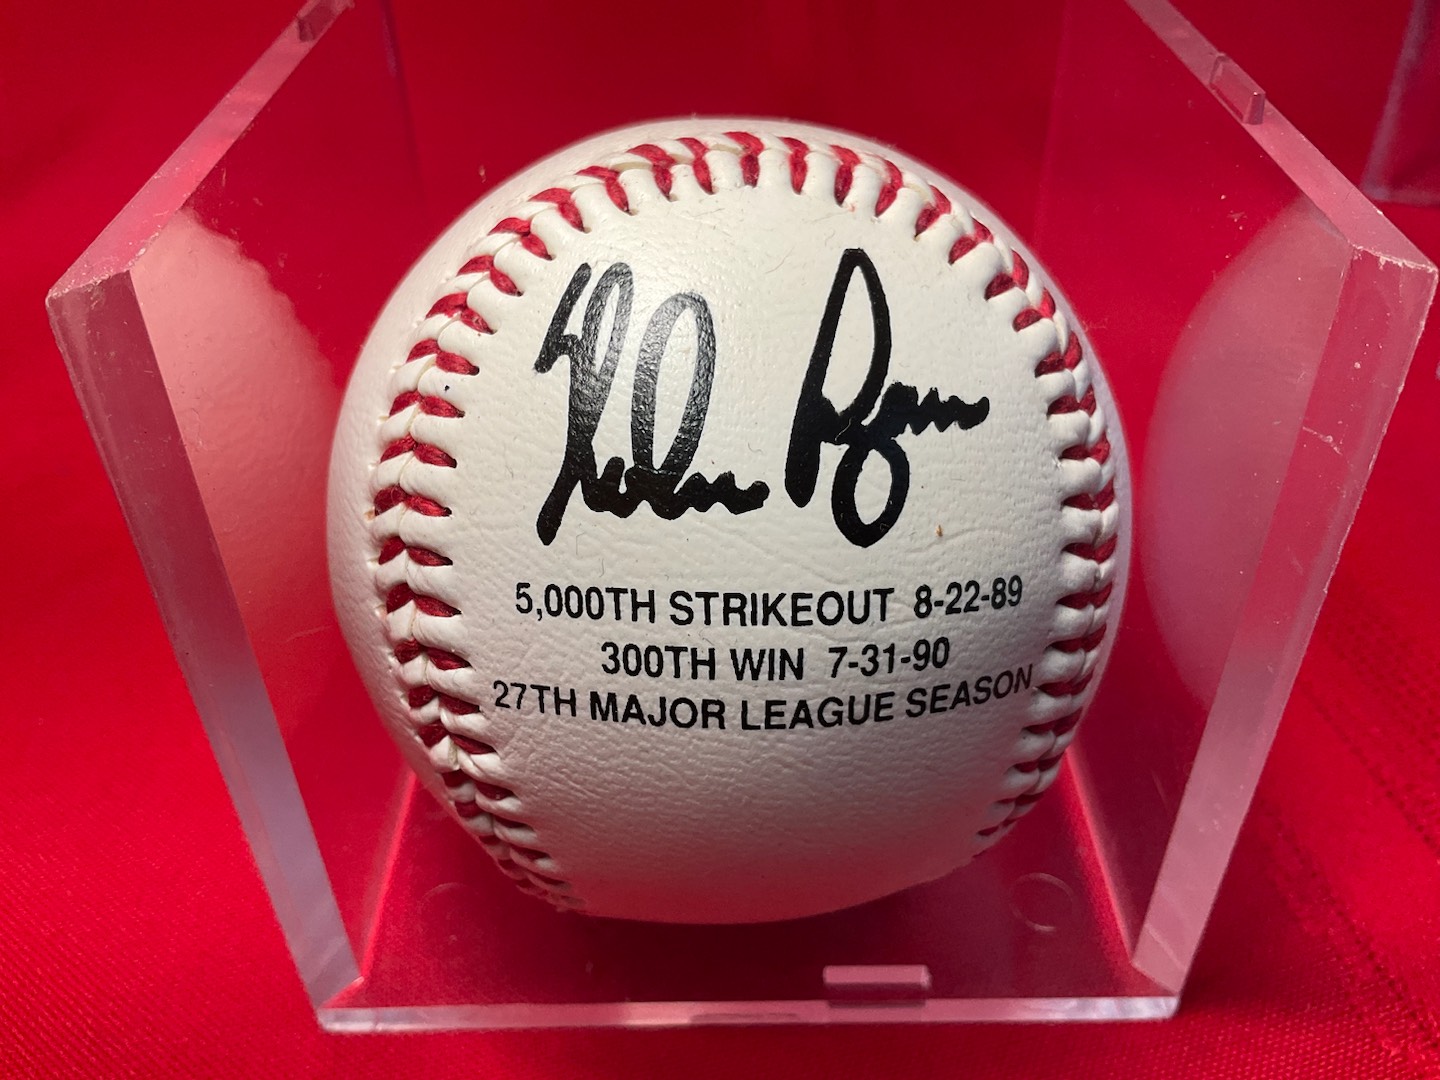 Nolan Ryan
5,000TH STRIKEOUT 8-22-89
300TH WIN 7-31-90
27TH MAJOR LEAGUE SEASON